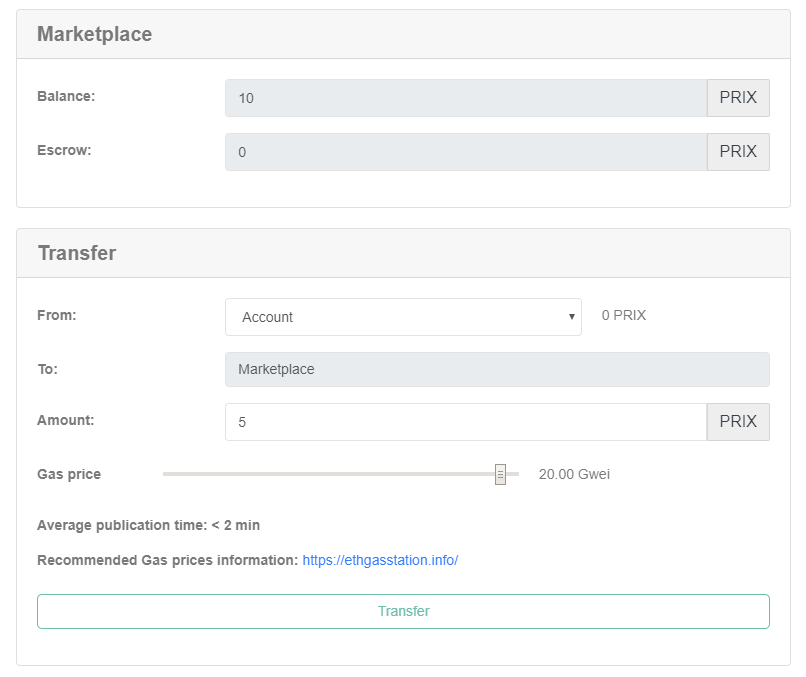 Marketplace
Balance: 10 PRIX
Escrow: 0 PRIX
Transfer
From: Account 0 PRIX
To: Marketplace
Amount: 5 PRIX
Gas price 20.00 Gwei
Average publication time: < 2 min
Recommended Gas prices information: https://ethgasstation.info/
Transfer